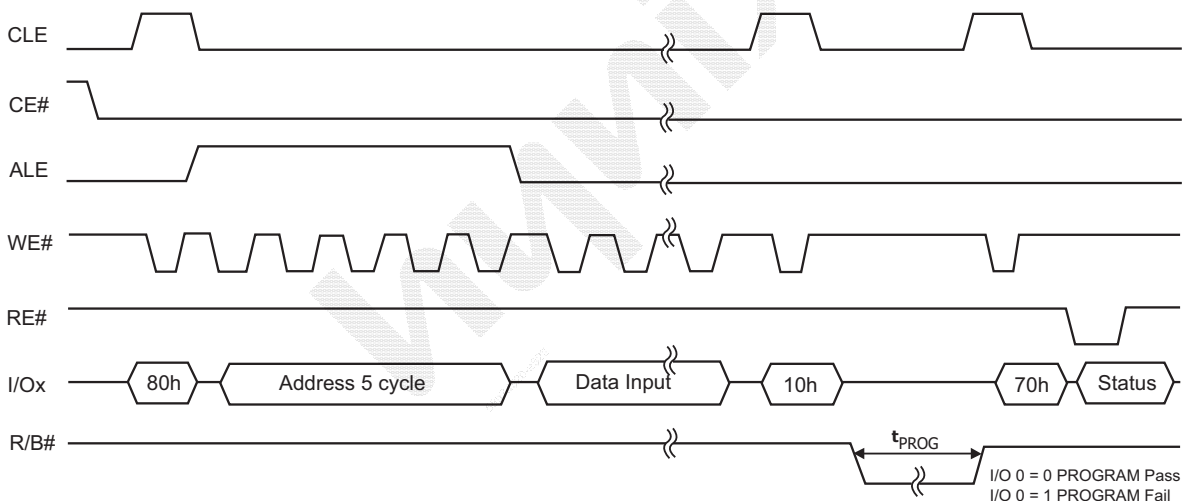 CLE
CE#
ALE
WE#
RE#
I/Ox 80h Address 5 cycle Data Input 10h 70h Status
R/B# tPROG
I/O 0 = 0 PROGRAM Pass
I/O 0 = 1 PROGRAM Fail